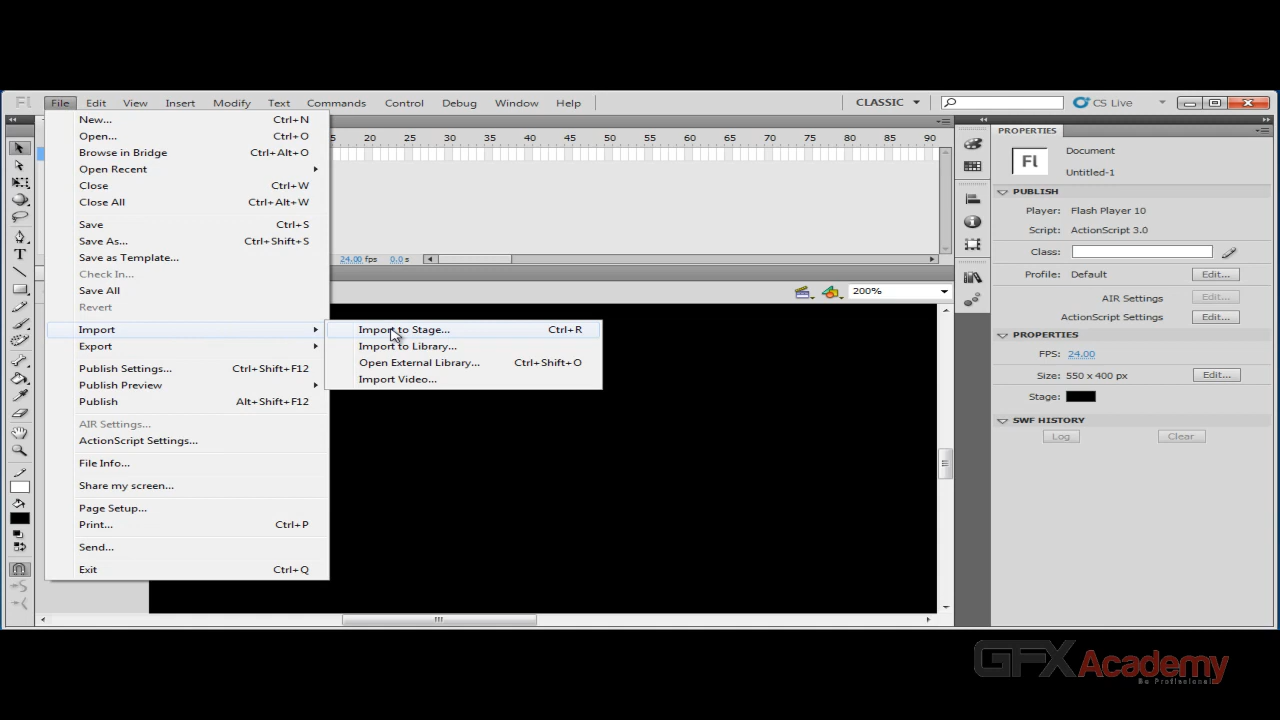 Fl File Edit View Insert Modify Text Commands Control Debug Window Help CLASSIC CS Live
New... Ctrl+N
Open... Ctrl+O
Browse in Bridge Ctrl+Alt+O
Open Recent
Close Ctrl+W
Close All Ctrl+Alt+W
Save Ctrl+S
Save As... Ctrl+Shift+S
Save as Template...
Check In...
Save All
Revert
Import
Export
Publish Settings... Ctrl+Shift+F12
Publish Preview
Publish Alt+Shift+F12
AIR Settings...
ActionScript Settings...
File Info...
Share my screen...
Page Setup...
Print... Ctrl+P
Send...
Exit Ctrl+Q
Import to Stage... Ctrl+R
Import to Library...
Open External Library... Ctrl+Shift+O
Import Video...
15 20 25 30 35 40 45 50 55 60 65 70 75 80 85 90
24.00 fps 0.0 s
200%
PROPERTIES
Fl
Document
Untitled-1
PUBLISH
Player: Flash Player 10
Script: ActionScript 3.0
Class:
Profile: Default Edit...
AIR Settings Edit...
ActionScript Settings Edit...
PROPERTIES
FPS: 24.00
Size: 550 x 400 px Edit...
Stage:
SWF HISTORY
Log Clear
GFX Academy
Be Professional